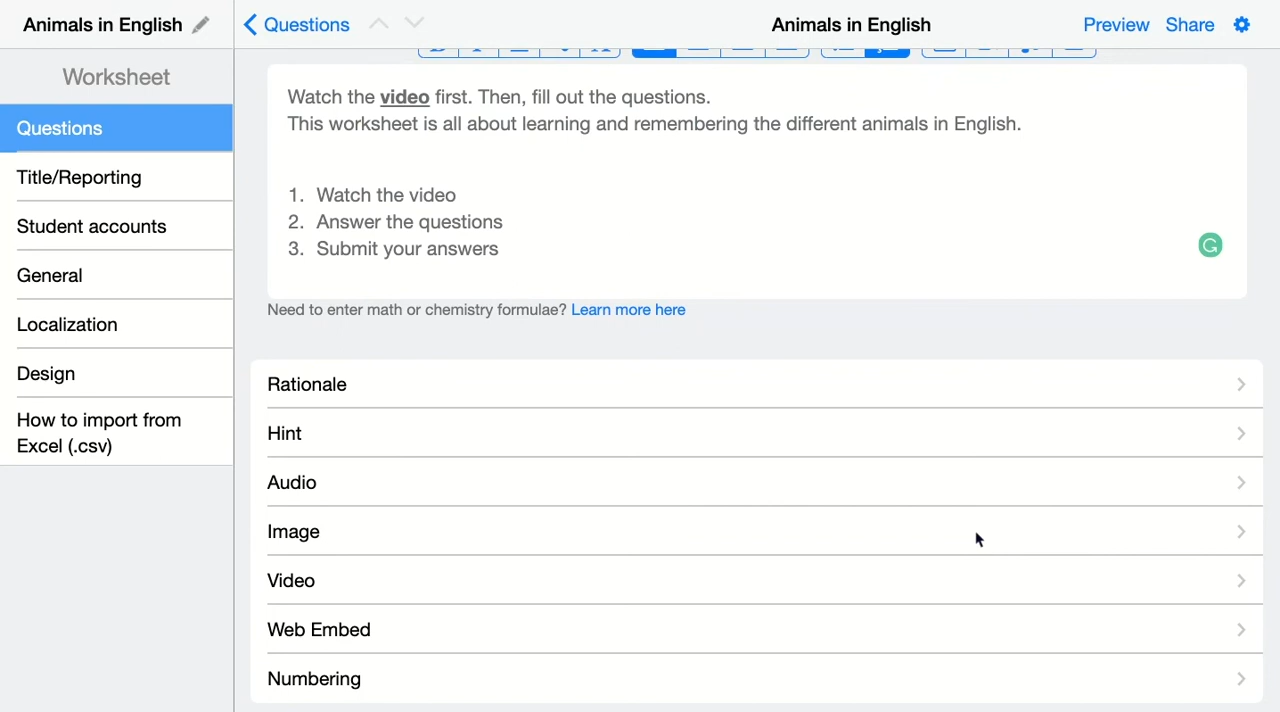 Animals in English
Questions
Animals in English
Preview
Share
Worksheet
Questions
Title/Reporting
Student accounts
General
Localization
Design
How to import from
Excel (.csv)
Watch the video first. Then, fill out the questions.
This worksheet is all about learning and remembering the different animals in English.
1. Watch the video
2. Answer the questions
3. Submit your answers
Need to enter math or chemistry formulae? Learn more here
Rationale
Hint
Audio
Image
Video
Web Embed
Numbering